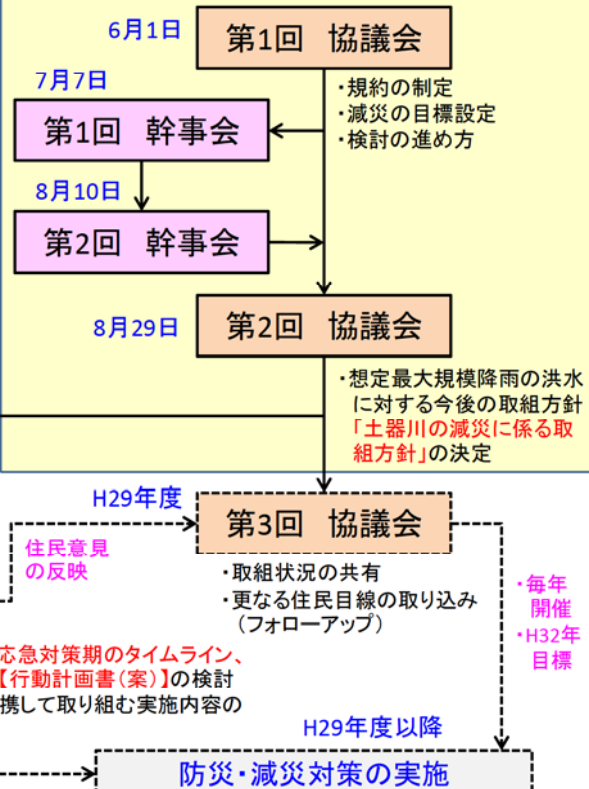 6月1日
第1回 協議会
・規約の制定
・減災の目標設定
・検討の進め方
7月7日
第1回 幹事会
8月10日
第2回 幹事会
8月29日
第2回 協議会
・想定最大規模降雨の洪水
に対する今後の取組方針
「土器川の減災に係る取
組方針」の決定
H29年度
第3回 協議会
住民意見
の反映
・取組状況の共有
・更なる住民目線の取り込み
（フォローアップ）
・毎年
開催
・H32年
目標
応急対策期のタイムライン、
【行動計画書（案）】の検討
携して取り組む実施内容の
H29年度以降
防災・減災対策の実施